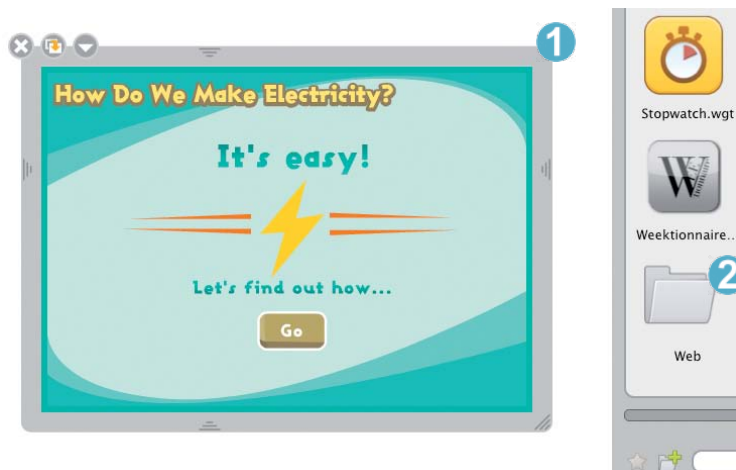 1
How Do We Make Electricity?
It's easy!
Let's find out how...
Go
Stopwatch.wgt
W
Weektionnaire..
2
Web